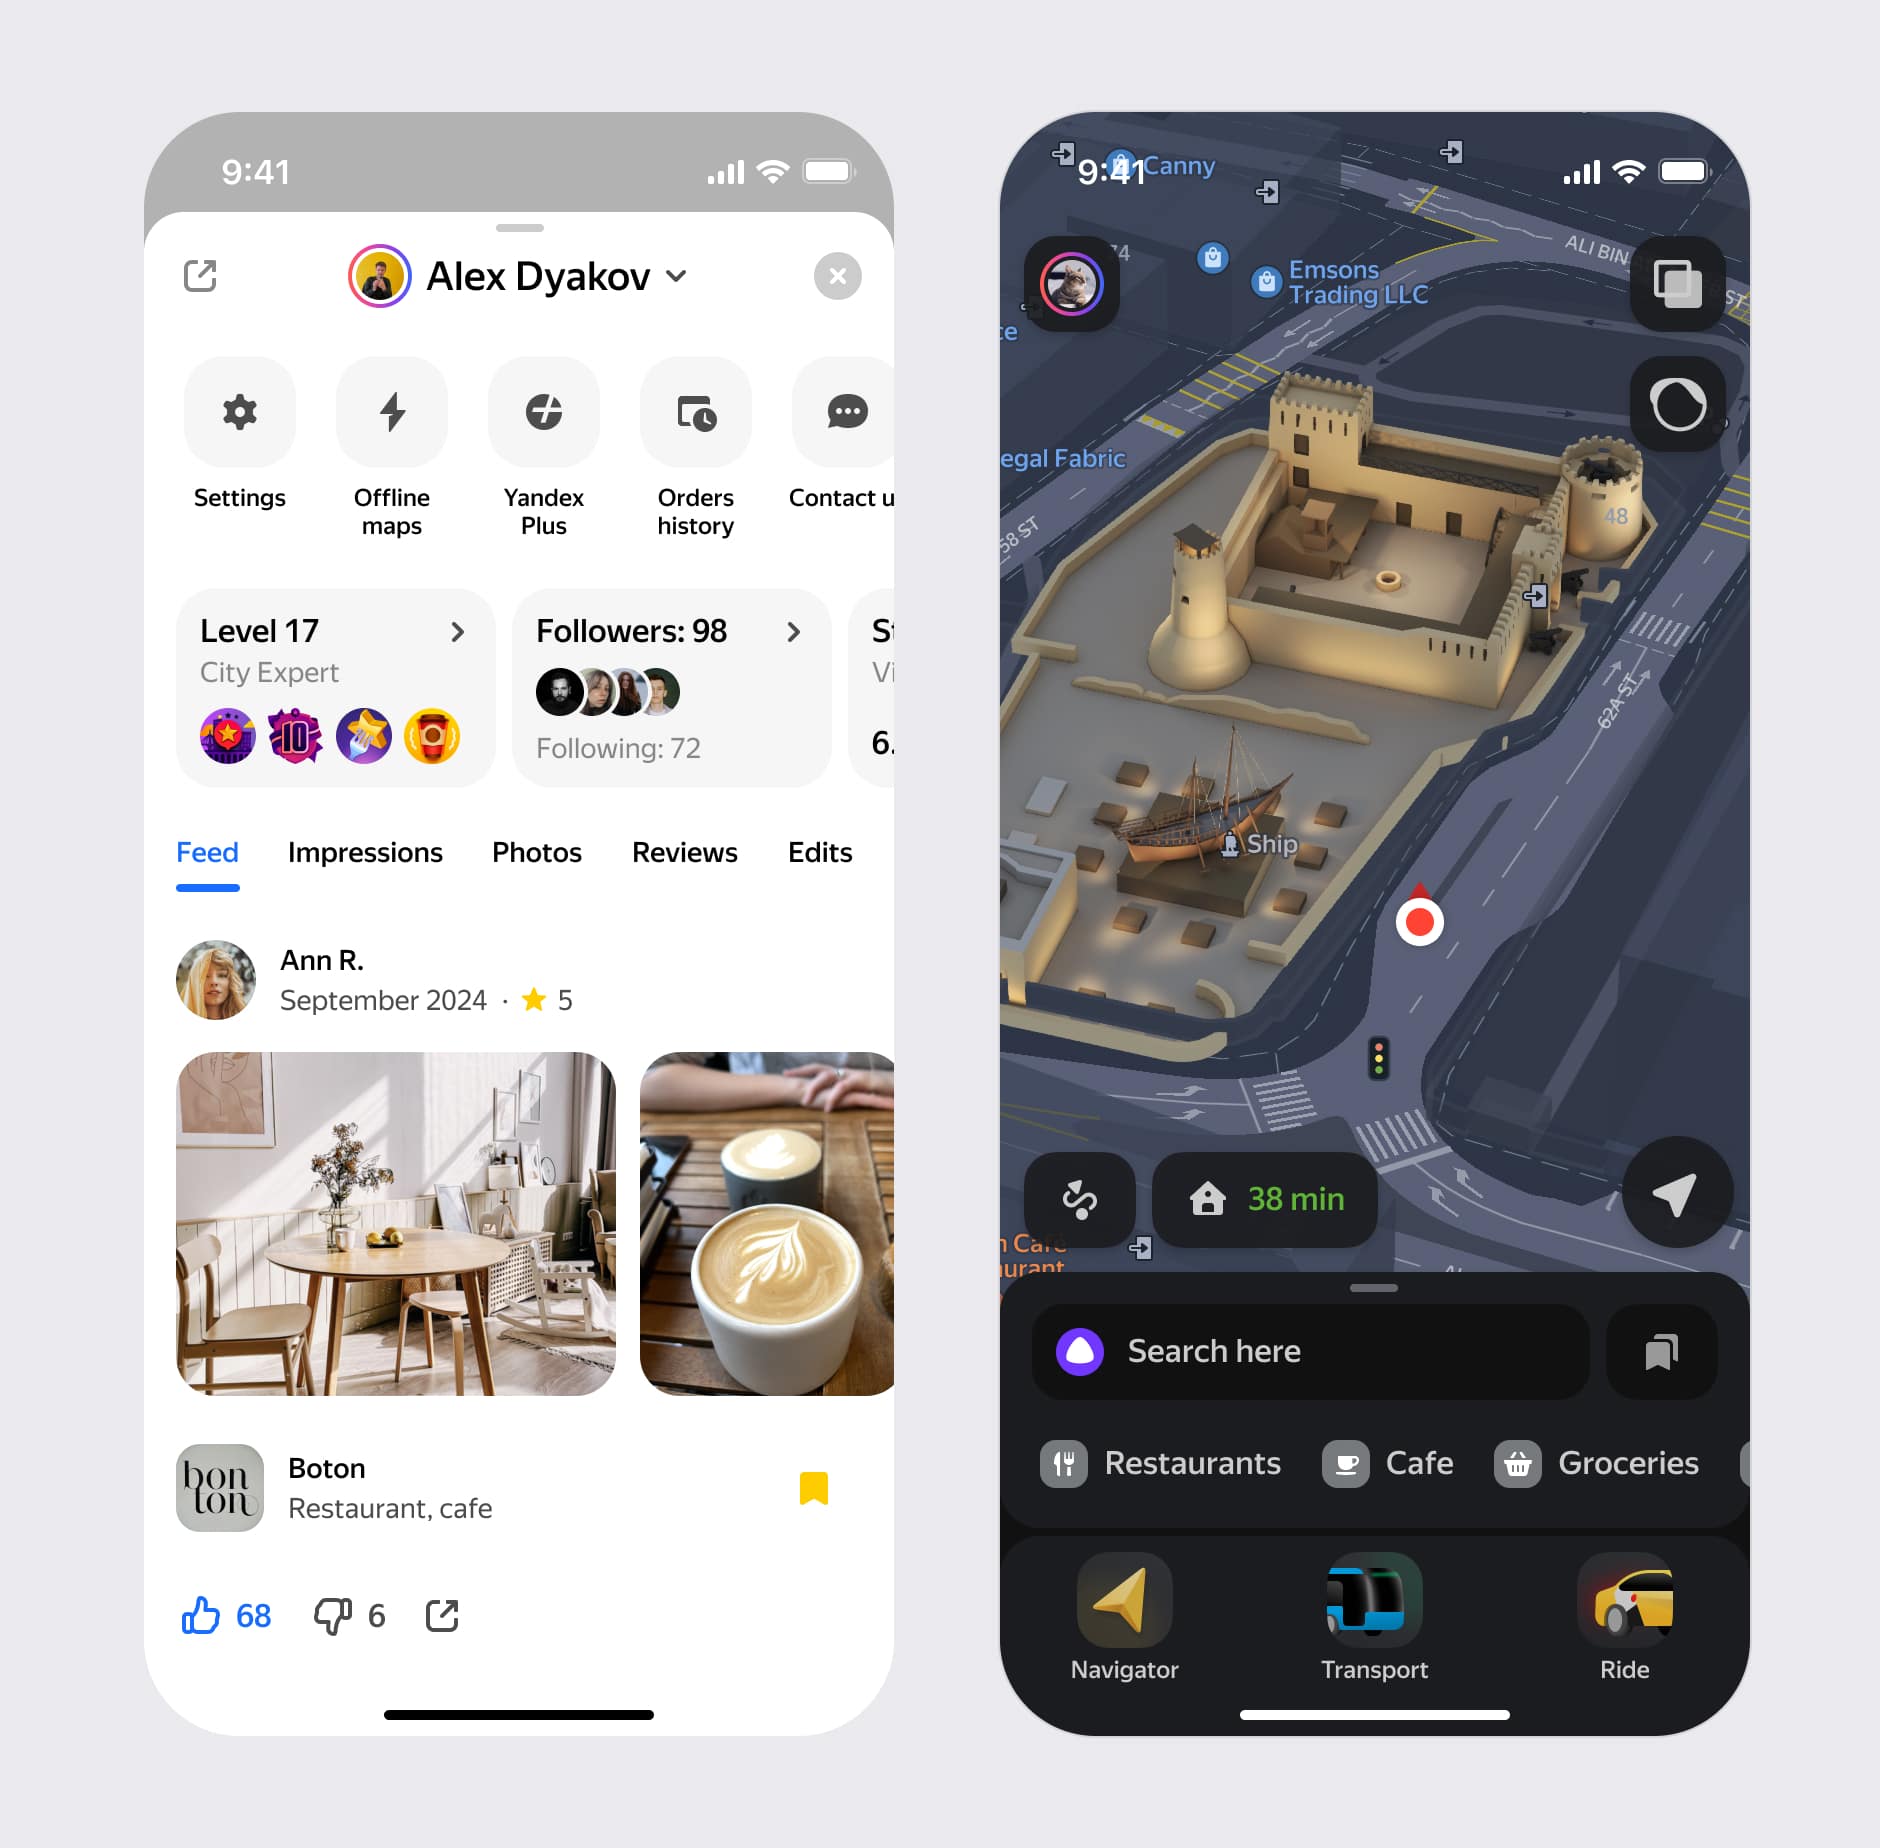 9:41
Alex Dyakov
Settings
Offline
maps
Yandex
Plus
Orders
history
Contact u
Level 17
City Expert
10
Followers: 98
Following: 72
St
Vi
6.
Feed
Impressions
Photos
Reviews
Edits
Ann R.
September 2024 · 5
bon
ton
Boton
Restaurant, cafe
68
6
9:41
Canny
74
ALI BIN
ST
Emsons
Trading LLC
ce
egal Fabric
58 ST
48
62A ST
Ship
38 min
n Cafe
urant
Search here
Restaurants
Cafe
Groceries
Navigator
Transport
Ride